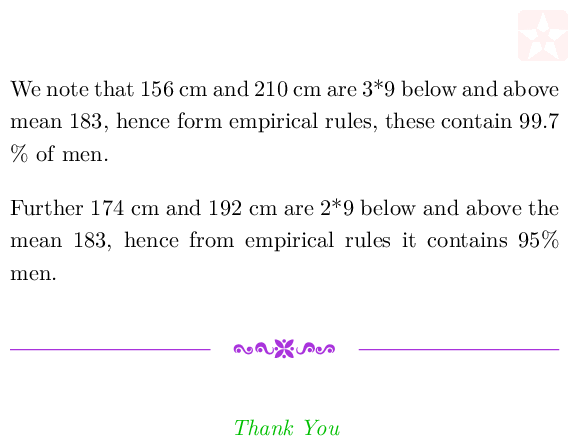 We note that 156 cm and 210 cm are 3*9 below and above
mean 183, hence form empirical rules, these contain 99.7
% of men.
Further 174 cm and 192 cm are 2*9 below and above the
mean 183, hence from empirical rules it contains 95%
men.
Thank You